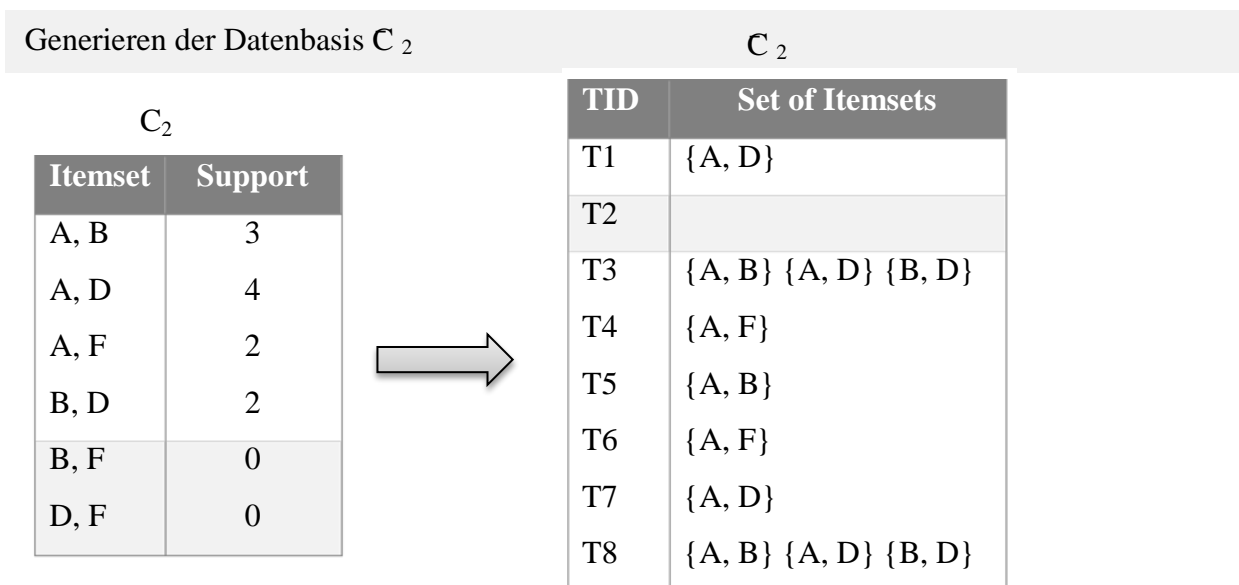 Generieren der Datenbasis C̄ 2 C̄ 2
C2
Itemset Support
A, B 3
A, D 4
A, F 2
B, D 2
B, F 0
D, F 0
TID Set of Itemsets
T1 {A, D}
T2
T3 {A, B} {A, D} {B, D}
T4 {A, F}
T5 {A, B}
T6 {A, F}
T7 {A, D}
T8 {A, B} {A, D} {B, D}